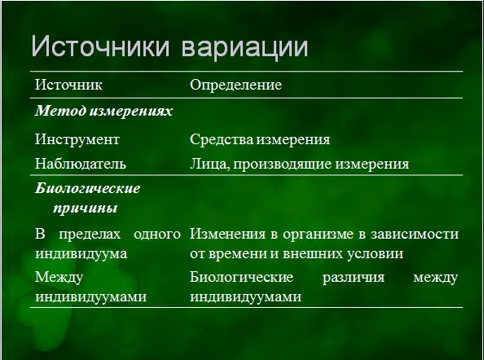 Источники вариации
Источник Определение
Метод измерениях
Инструмент Средства измерения
Наблюдатель Лица, производящие измерения
Биологические
причины
В пределах одного Изменения в организме в зависимости
индивидуума от времени и внешних условии
Между Биологические различия между
индивидуумами индивидуумами